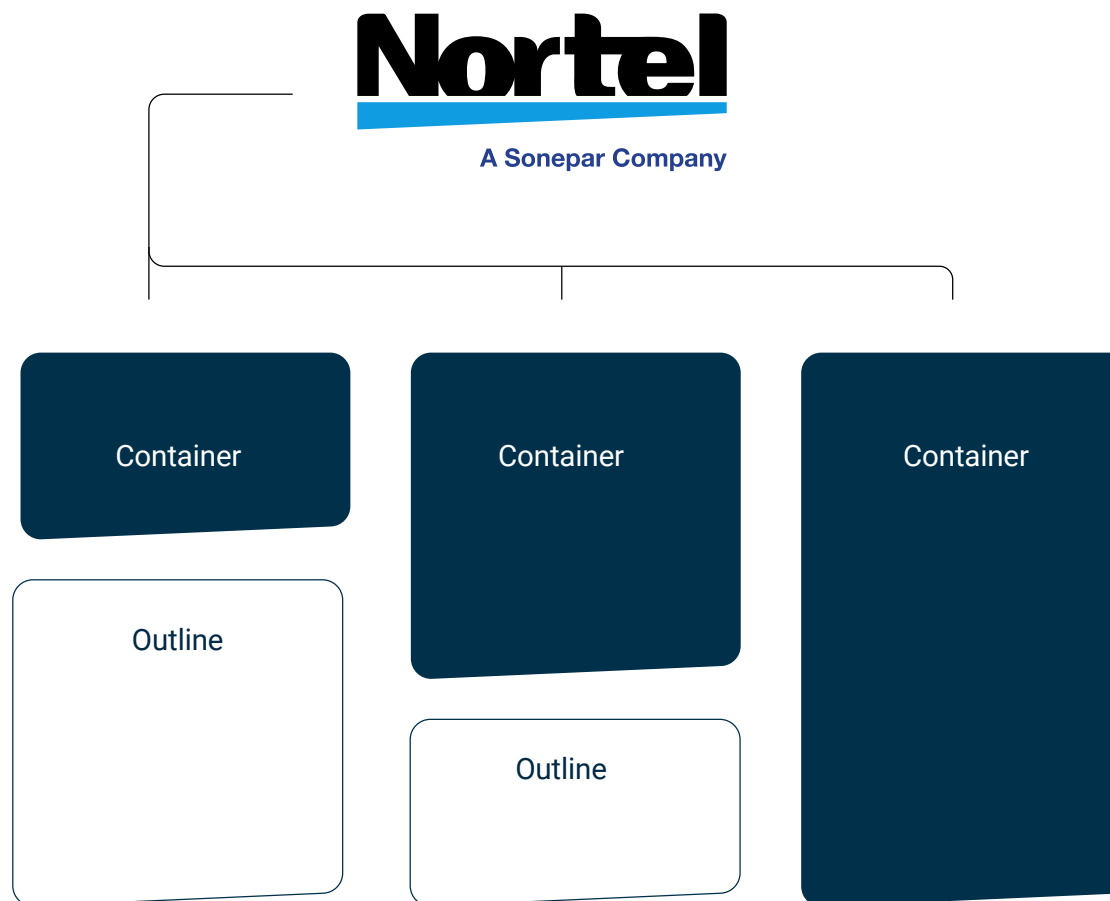 Nortel
A Sonepar Company
Container
Container
Container
Outline
Outline